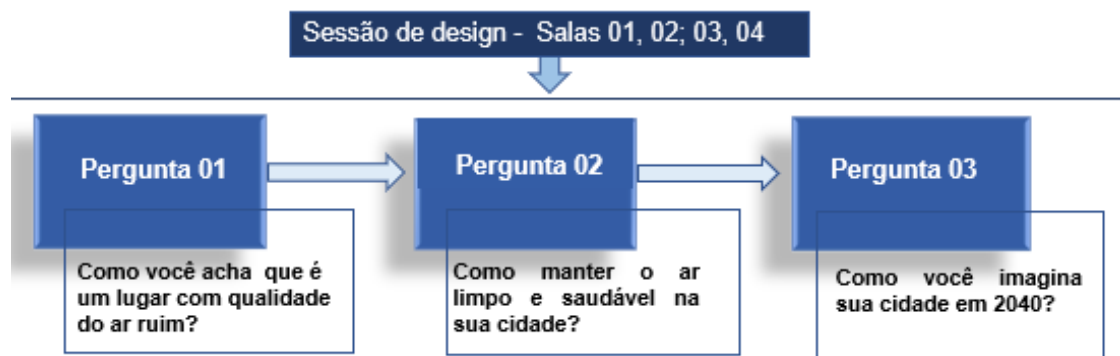 Sessão de design - Salas 01, 02; 03, 04
Pergunta 01
Como você acha que é
um lugar com qualidade
do ar ruim?
Pergunta 02
Como manter o ar
limpo e saudável na
sua cidade?
Pergunta 03
Como você imagina
sua cidade em 2040?